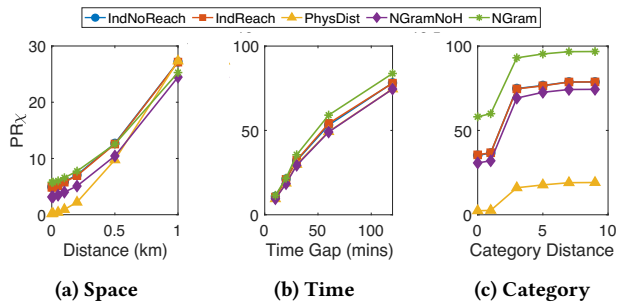 IndNoReach IndReach PhysDist NGramNoH NGram
30
20
10
0
PRχ
0 0.5 1
Distance (km)
(a) Space
100
50
0
0 50 100
Time Gap (mins)
(b) Time
100
50
0
0 5 10
Category Distance
(c) Category